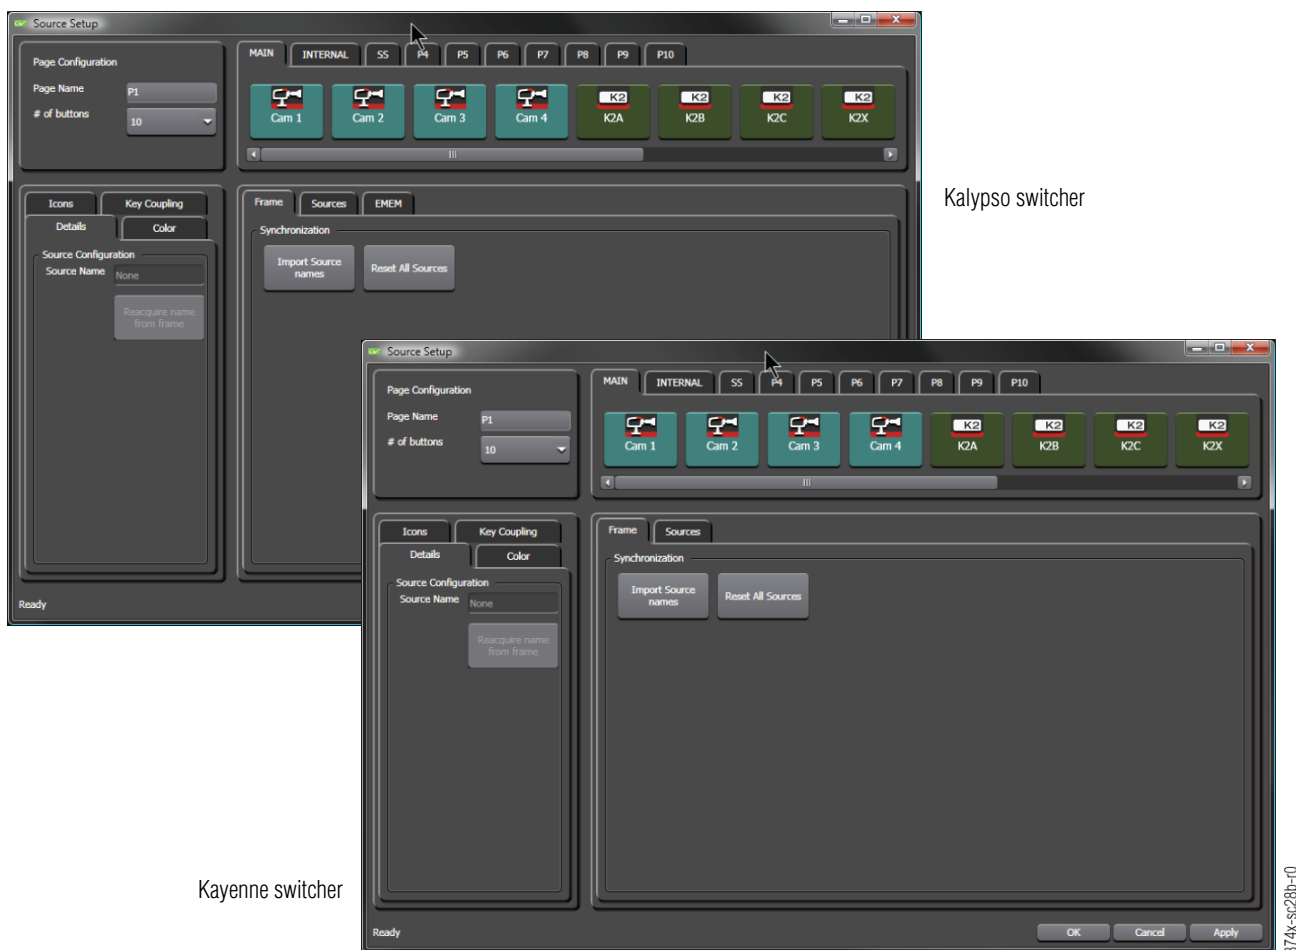 Source Setup
Page Configuration
Page Name P1
# of buttons 10
MAIN INTERNAL SS P4 P5 P6 P7 P8 P9 P10
Cam 1 Cam 2 Cam 3 Cam 4 K2 K2A K2 K2B K2 K2C K2 K2X
Icons Key Coupling
Details Color
Source Configuration
Source Name None
Reacquire name
from frame
Frame Sources EMEM
Synchronization
Import Source
names
Reset All Sources
Ready
Kalypso switcher
Source Setup
Page Configuration
Page Name P1
# of buttons 10
MAIN INTERNAL SS P4 P5 P6 P7 P8 P9 P10
Cam 1 Cam 2 Cam 3 Cam 4 K2 K2A K2 K2B K2 K2C K2 K2X
Icons Key Coupling
Details Color
Source Configuration
Source Name None
Reacquire name
from frame
Frame Sources
Synchronization
Import Source
names
Reset All Sources
Ready
OK Cancel Apply
Kayenne switcher